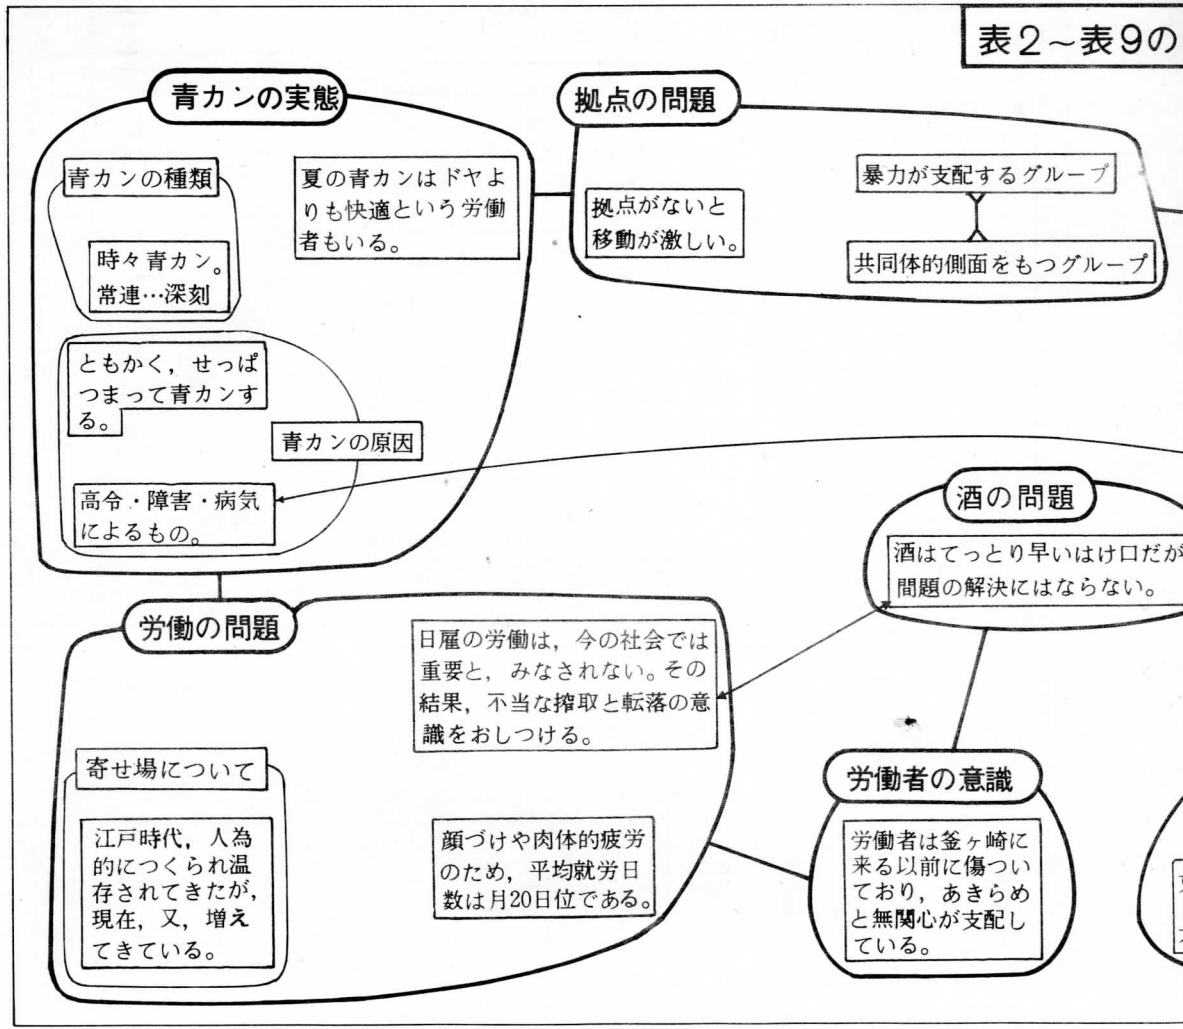 表2～表9の
青カンの実態
青カンの種類
時々青カン。
常連…深刻
夏の青カンはドヤよ
りも快適という労働
者もいる。
ともかく，せっぱ
つまって青カンす
る。
青カンの原因
高令・障害・病気
によるもの。
拠点の問題
拠点がないと
移動が激しい。
暴力が支配するグループ
共同体的側面をもつグループ
酒の問題
酒はてっとり早いはけ口だが
問題の解決にはならない。
労働の問題
日雇の労働は，今の社会では
重要と，みなされない。その
結果，不当な搾取と転落の意
識をおしつける。
寄せ場について
江戸時代，人為
的につくられ温
存されてきたが，
現在，又，増え
てきている。
顔づけや肉体的疲労
のため，平均就労日
数は月20日位である。
労働者の意識
労働者は釜ヶ崎に
来る以前に傷つい
ており，あきらめ
と無関心が支配し
ている。